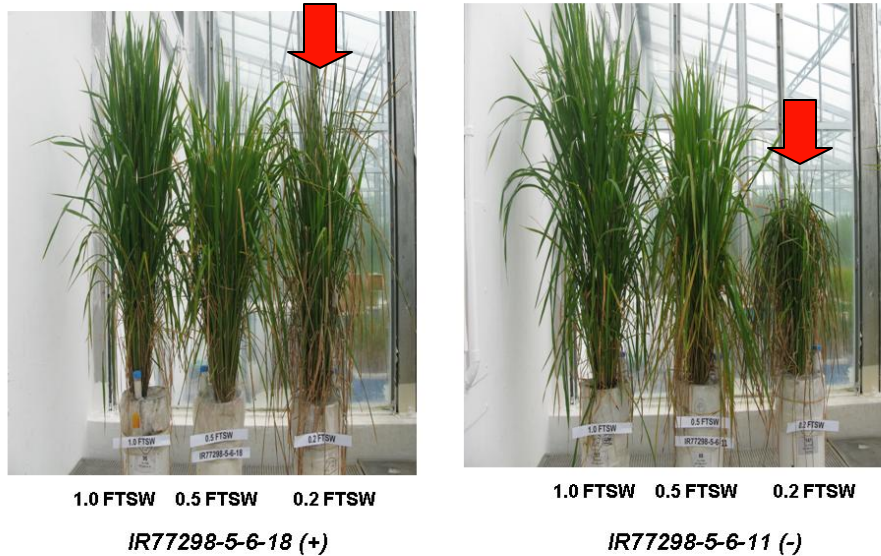 1.0 FTSW
0.5 FTSW
IR77298-5-6-18
0.2 FTSW
1.0 FTSW 0.5 FTSW 0.2 FTSW
IR77298-5-6-18 (+)
1.0 FTSW
0.5 FTSW
IR77298-5-6-11
0.2 FTSW
1.0 FTSW 0.5 FTSW 0.2 FTSW
IR77298-5-6-11 (-)